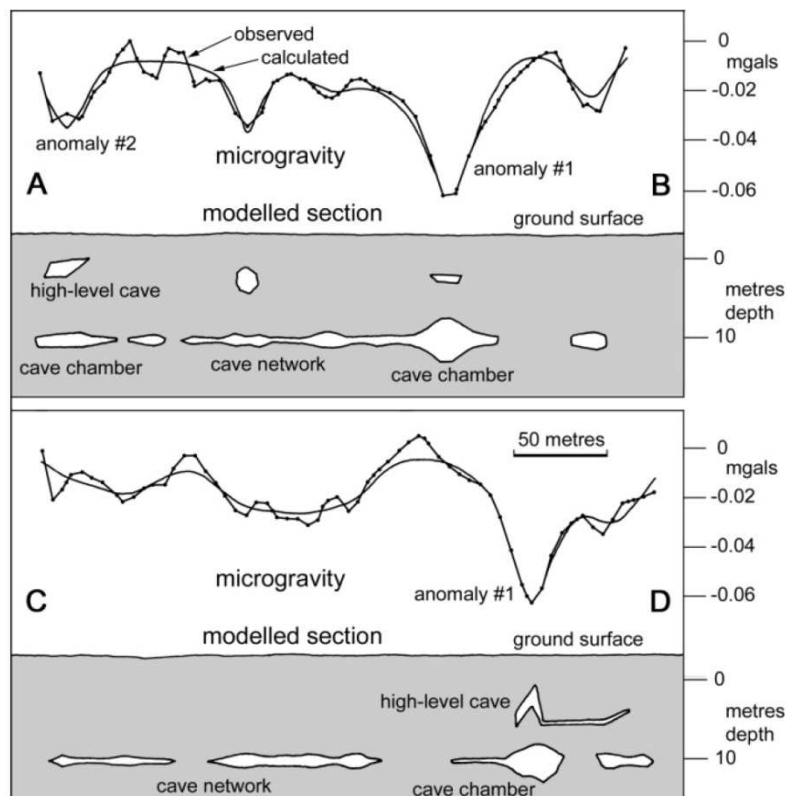 observed
calculated
0
mgals
-0.02
-0.04
-0.06
anomaly #2
microgravity
anomaly #1
A
B
modelled section
ground surface
0
high-level cave
metres
depth
10
cave chamber
cave network
cave chamber
50 metres
0
mgals
-0.02
-0.04
-0.06
microgravity
anomaly #1
C
D
modelled section
ground surface
0
high-level cave
metres
depth
10
cave network
cave chamber